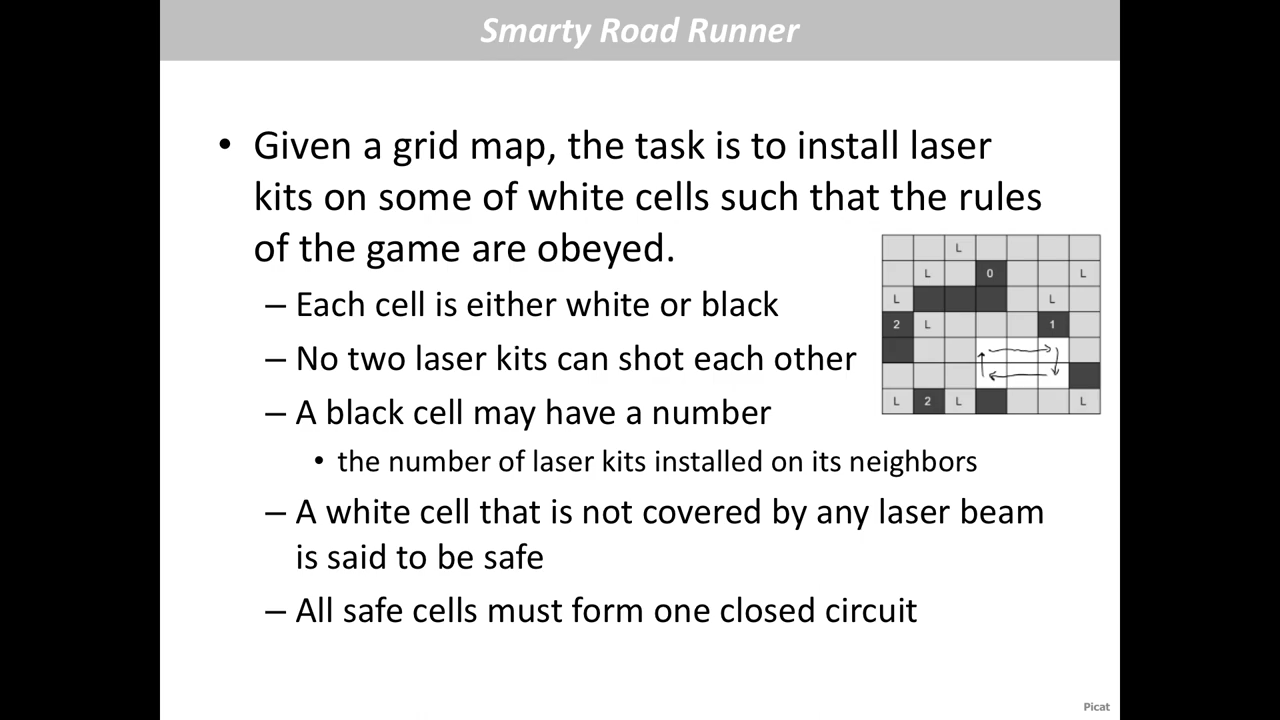 Smarty Road Runner
• Given a grid map, the task is to install laser
kits on some of white cells such that the rules
of the game are obeyed.
L
L 0 L
– Each cell is either white or black
L L
2 L 1
– No two laser kits can shot each other
– A black cell may have a number
L 2 L L
• the number of laser kits installed on its neighbors
– A white cell that is not covered by any laser beam
is said to be safe
– All safe cells must form one closed circuit
Picat